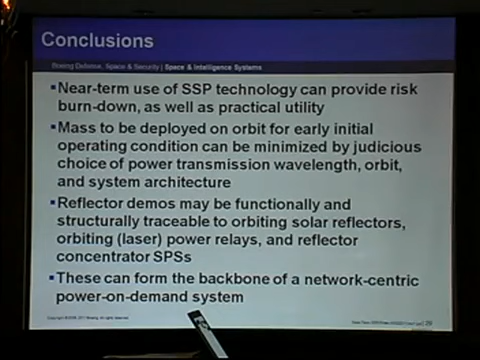 Conclusions
Boeing Defense, Space & Security | Space & Intelligence Systems
▪Near-term use of SSP technology can provide risk
burn-down, as well as practical utility
▪Mass to be deployed on orbit for early initial
operating condition can be minimized by judicious
choice of power transmission wavelength, orbit,
and system architecture
▪Reflector demos may be functionally and
structurally traceable to orbiting solar reflectors,
orbiting (laser) power relays, and reflector
concentrator SPSs
▪These can form the backbone of a network-centric
power-on-demand system
Boeing. All rights reserved.